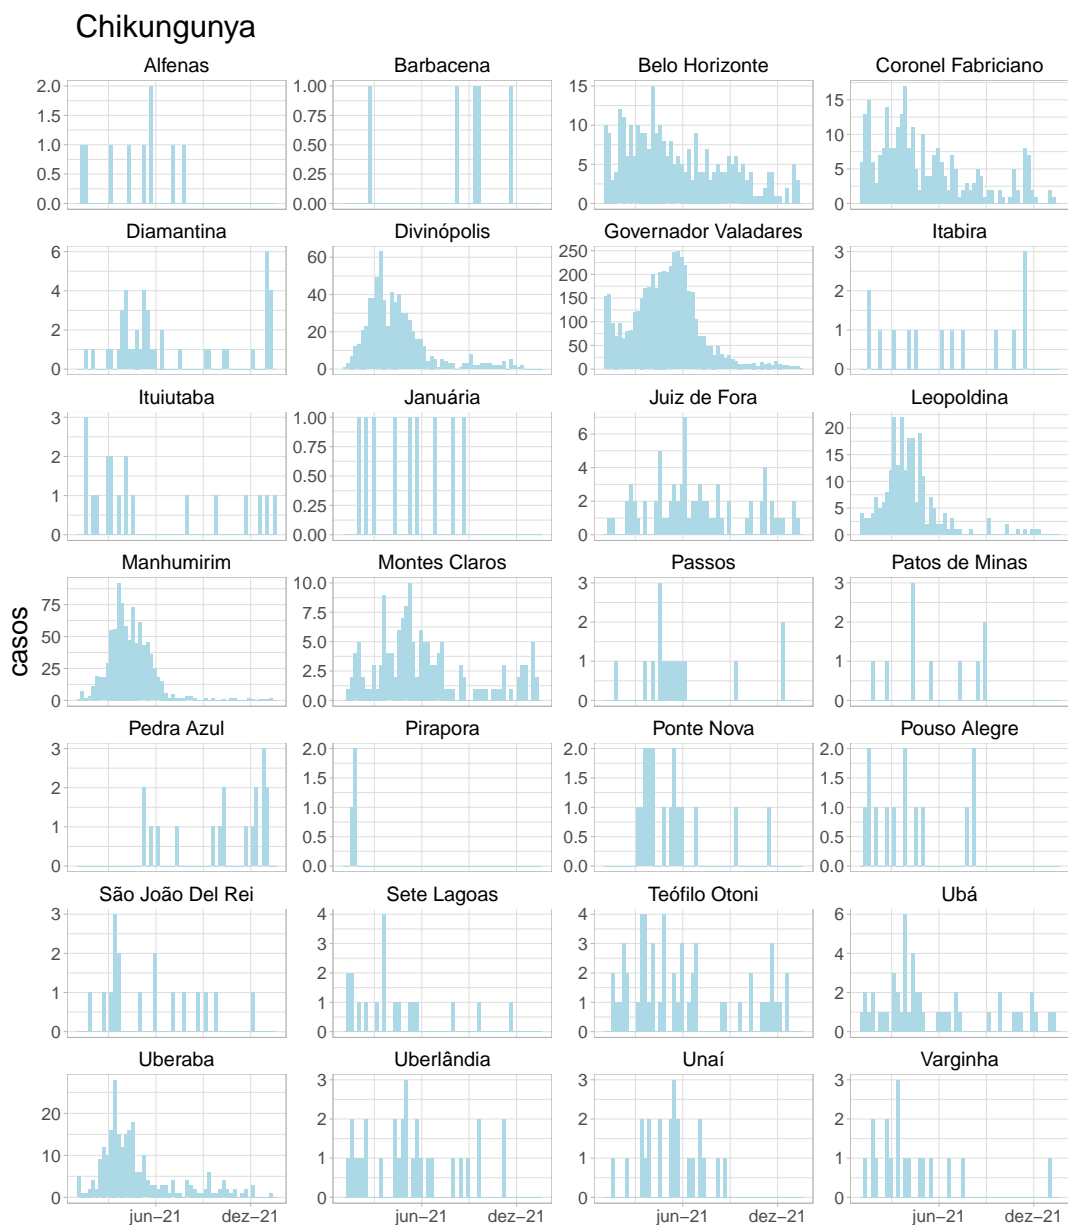 Chikungunya
Alfenas Barbacena Belo Horizonte Coronel Fabriciano
2.0 1.5 1.0 0.5 0.0 1.00 0.75 0.50 0.25 0.00 15 10 5 0 15 10 5 0
Diamantina Divinópolis Governador Valadares Itabira
6 4 2 0 60 40 20 0 250 200 150 100 50 0 3 2 1 0
Ituiutaba Januária Juiz de Fora Leopoldina
3 2 1 0 1.00 0.75 0.50 0.25 0.00 6 4 2 0 20 15 10 5 0
Manhumirim Montes Claros Passos Patos de Minas
75 50 25 0 10.0 7.5 5.0 2.5 0.0 3 2 1 0 3 2 1 0
casos
Pedra Azul Pirapora Ponte Nova Pouso Alegre
3 2 1 0 2.0 1.5 1.0 0.5 0.0 2.0 1.5 1.0 0.5 0.0 2.0 1.5 1.0 0.5 0.0
São João Del Rei Sete Lagoas Teófilo Otoni Ubá
3 2 1 0 4 3 2 1 0 4 3 2 1 0 6 4 2 0
Uberaba Uberlândia Unaí Varginha
20 10 0 3 2 1 0 3 2 1 0 3 2 1 0
jun–21 dez–21 jun–21 dez–21 jun–21 dez–21 jun–21 dez–21